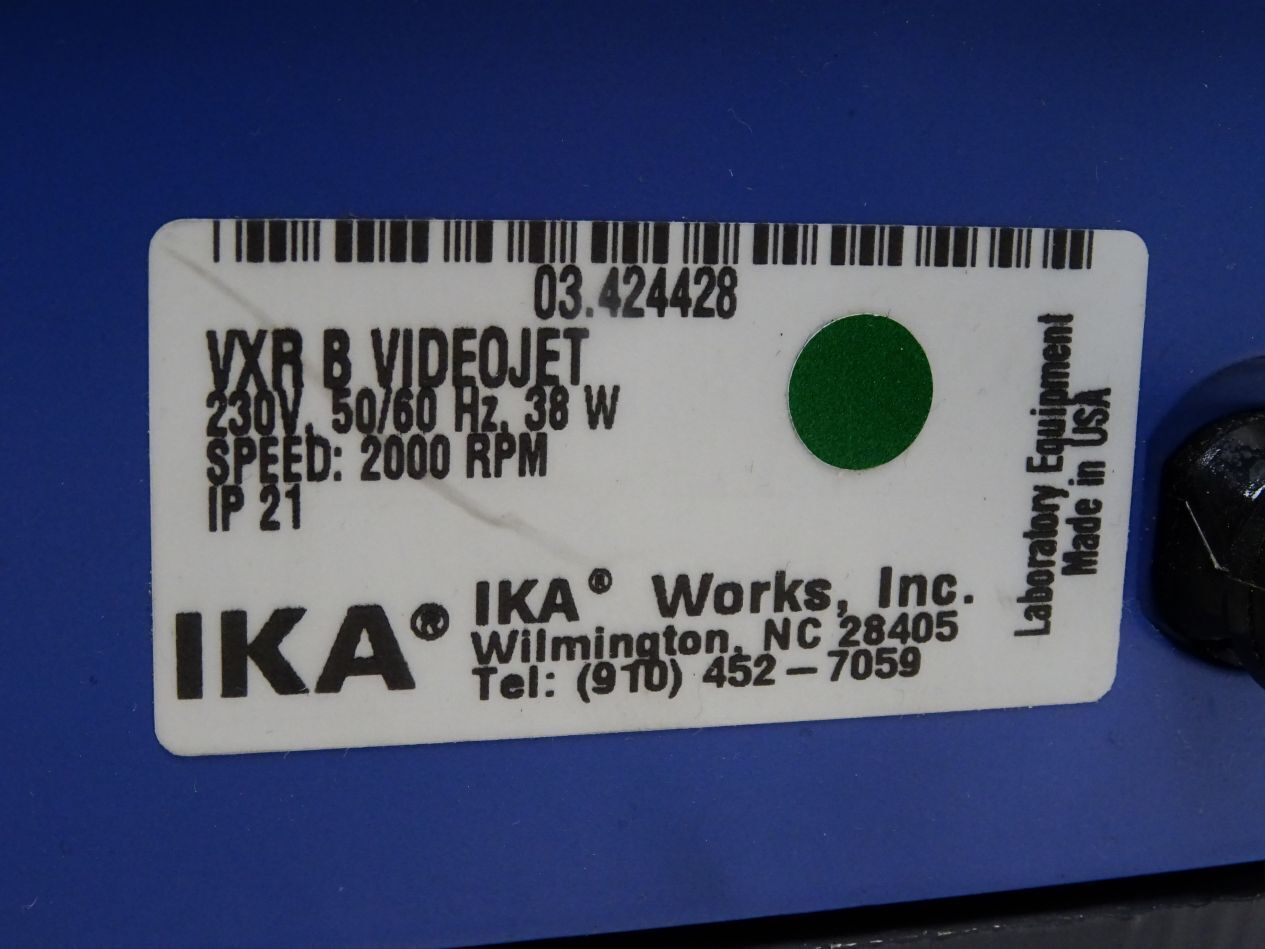 03.424428
VXR B VIDEOJET
230V, 50/60 Hz, 38 W
SPEED: 2000 RPM
IP 21
IKA®
IKA® Works, Inc.
Wilmington, NC 28405
Tel: (910) 452-7059
Laboratory Equipment
Made in USA